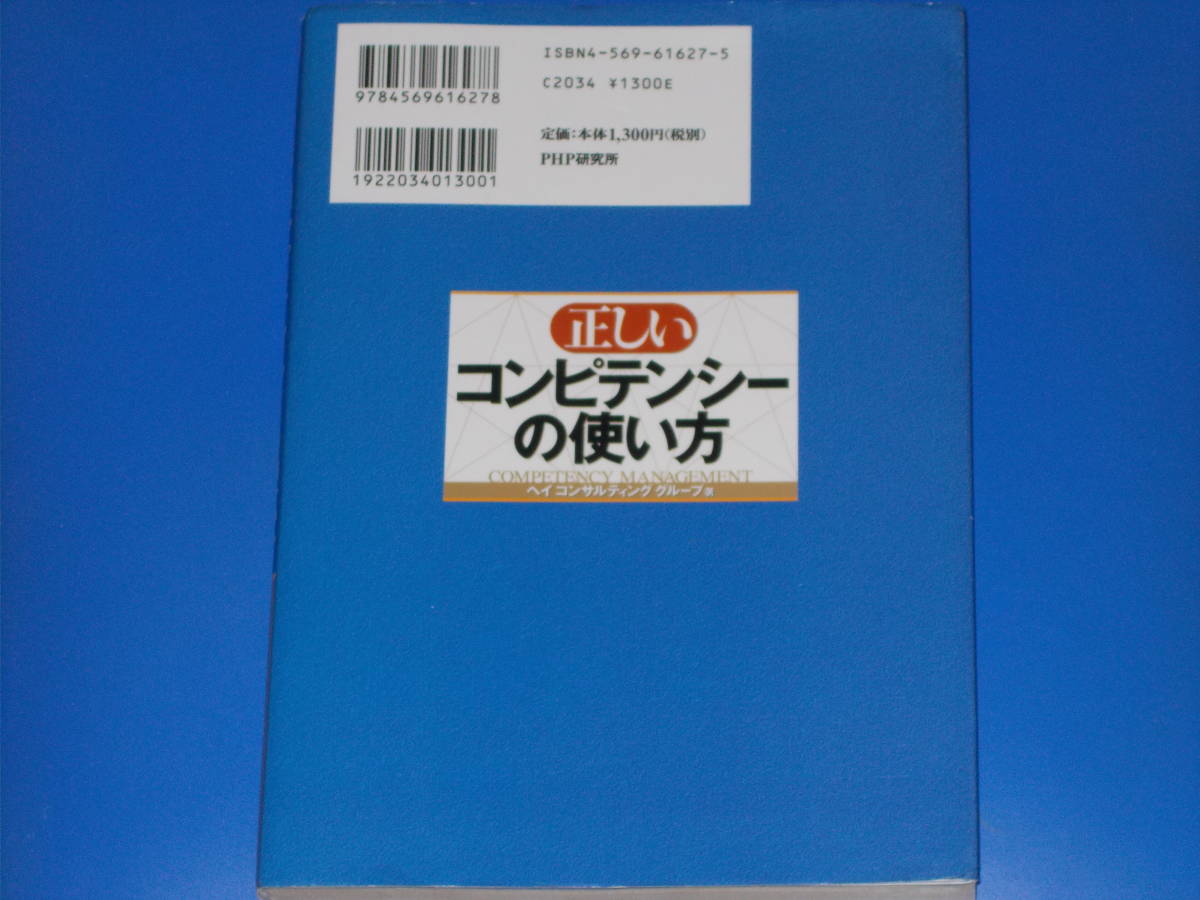 ISBN4-569-61627-5
C2034 ¥1300E
9784569616278
定価:本体1,300円(税別)
PHP研究所
1922034013001
正しい
コンピテンシー
の使い方
COMPETENCY MANAGEMENT
ヘイ コンサルティング グループ